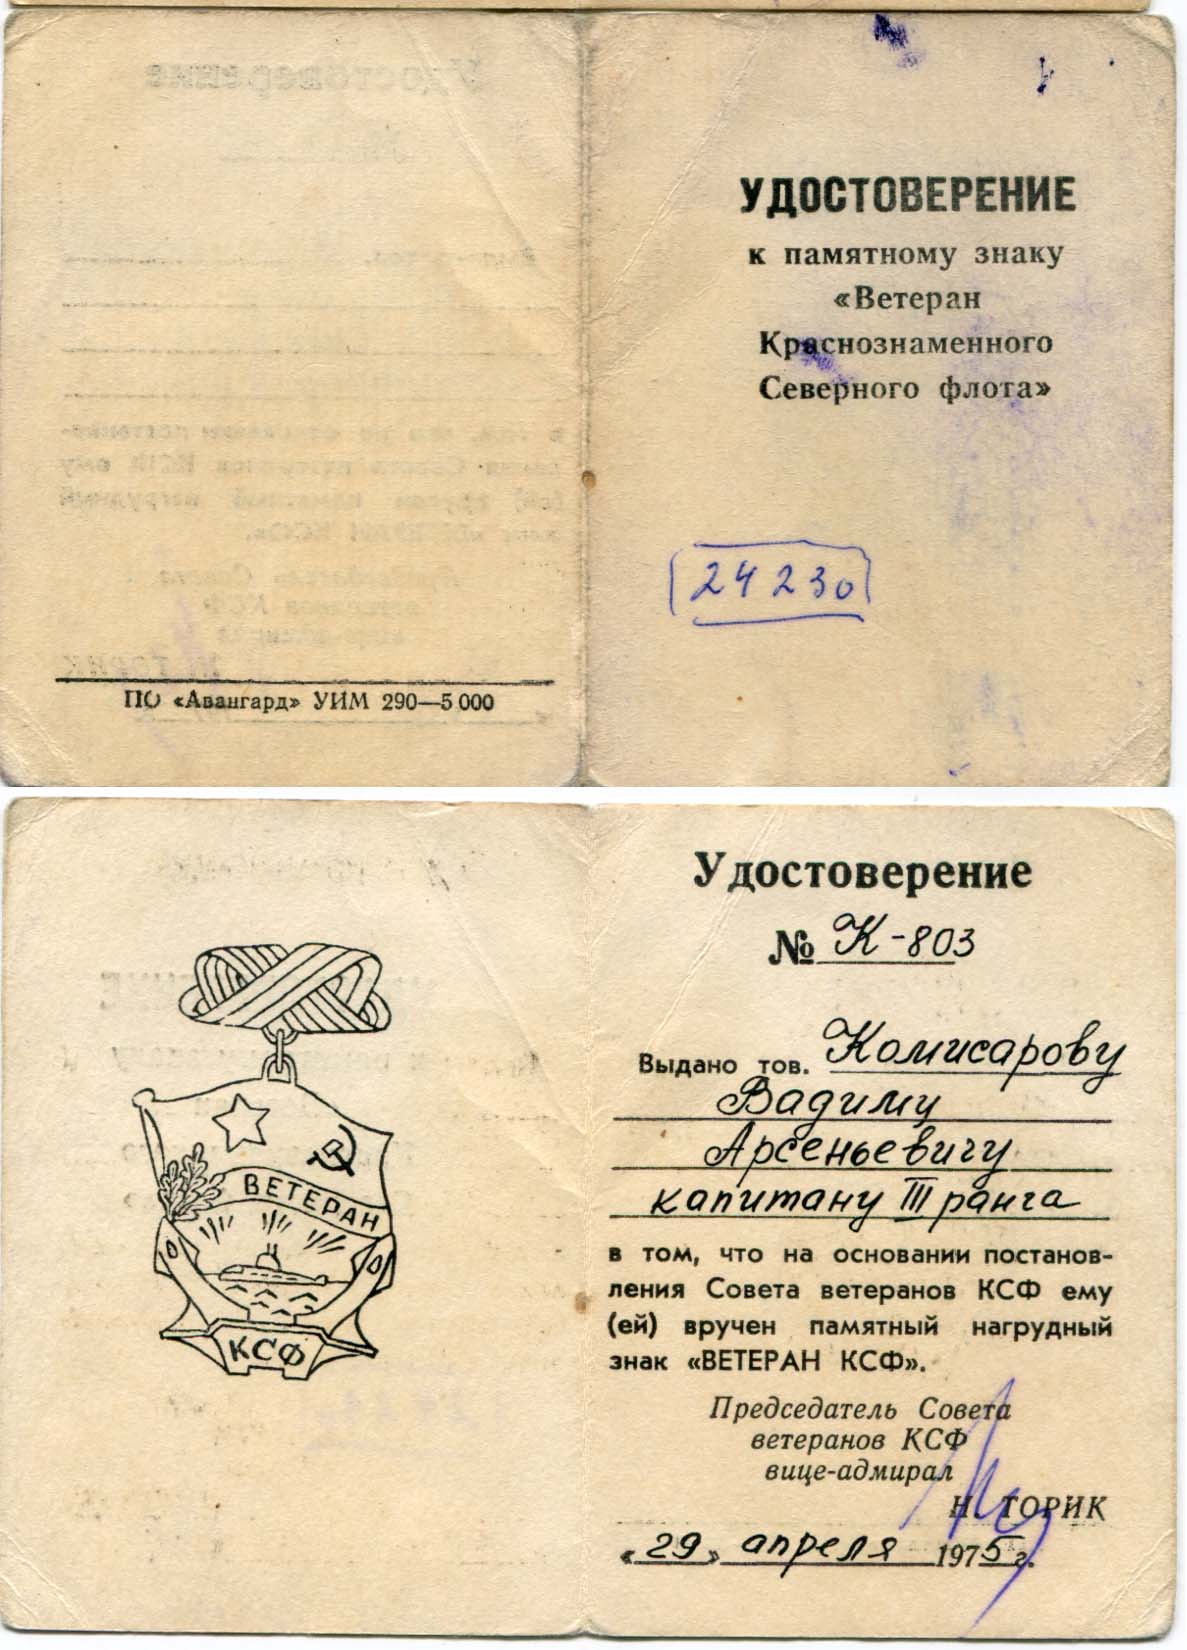 УДОСТОВЕРЕНИЕ
к памятному знаку
«Ветеран
Краснознаменного
Северного флота»
24230
ПО «Авангард» УИМ 290—5 000
ВЕТЕРАН
КСФ
Удостоверение
№ К-803
Выдано тов. Комисарову
Вадиму
Арсеньевичу
капитану III ранга
в том, что на основании постанов-
ления Совета ветеранов КСФ ему
(ей) вручен памятный нагрудный
знак «ВЕТЕРАН КСФ».
Председатель Совета
ветеранов КСФ
вице-адмирал
Н. ТОРИК
«29» апреля 1975 г.